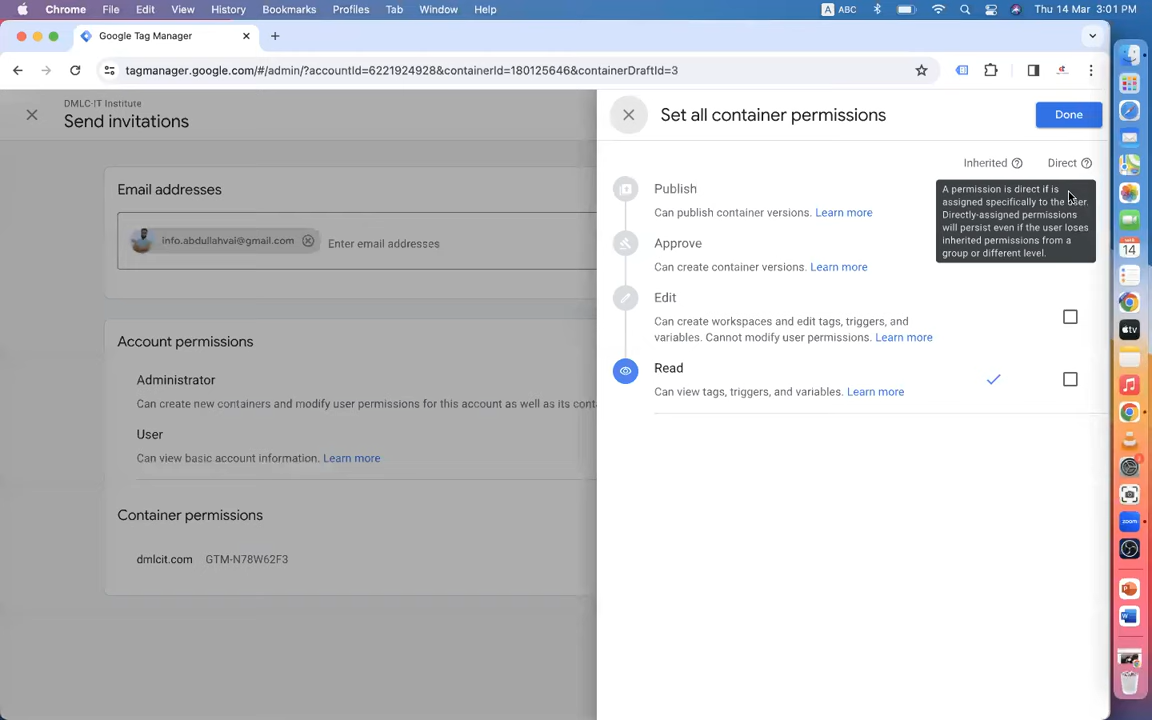 Chrome File Edit View History Bookmarks Profiles Tab Window Help A ABC Thu 14 Mar 3:01 PM
Google Tag Manager
tagmanager.google.com/#/admin/?accountId=6221924928&containerId=180125646&containerDraftId=3
DMLC-IT Institute
Send invitations
Email addresses
info.abdullahvai@gmail.com Enter email addresses
Account permissions
Administrator
Can create new containers and modify user permissions for this account as well as its cont
User
Can view basic account information. Learn more
Container permissions
dmlcit.com GTM-N78W62F3
Set all container permissions
Done
Inherited Direct
Publish
Can publish container versions. Learn more
Approve
Can create container versions. Learn more
Edit
Can create workspaces and edit tags, triggers, and
variables. Cannot modify user permissions. Learn more
Read
Can view tags, triggers, and variables. Learn more
A permission is direct if is
assigned specifically to the user.
Directly-assigned permissions
will persist even if the user loses
inherited permissions from a
group or different level.
14
tv
zoom